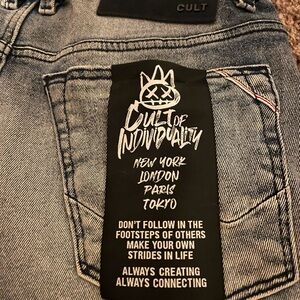 CULT
CULT OF
INDIVIDUALITY
NEW YORK
LONDON
PARIS
TOKYO
DON'T FOLLOW IN THE
FOOTSTEPS OF OTHERS
MAKE YOUR OWN
STRIDES IN LIFE
ALWAYS CREATING
ALWAYS CONNECTING